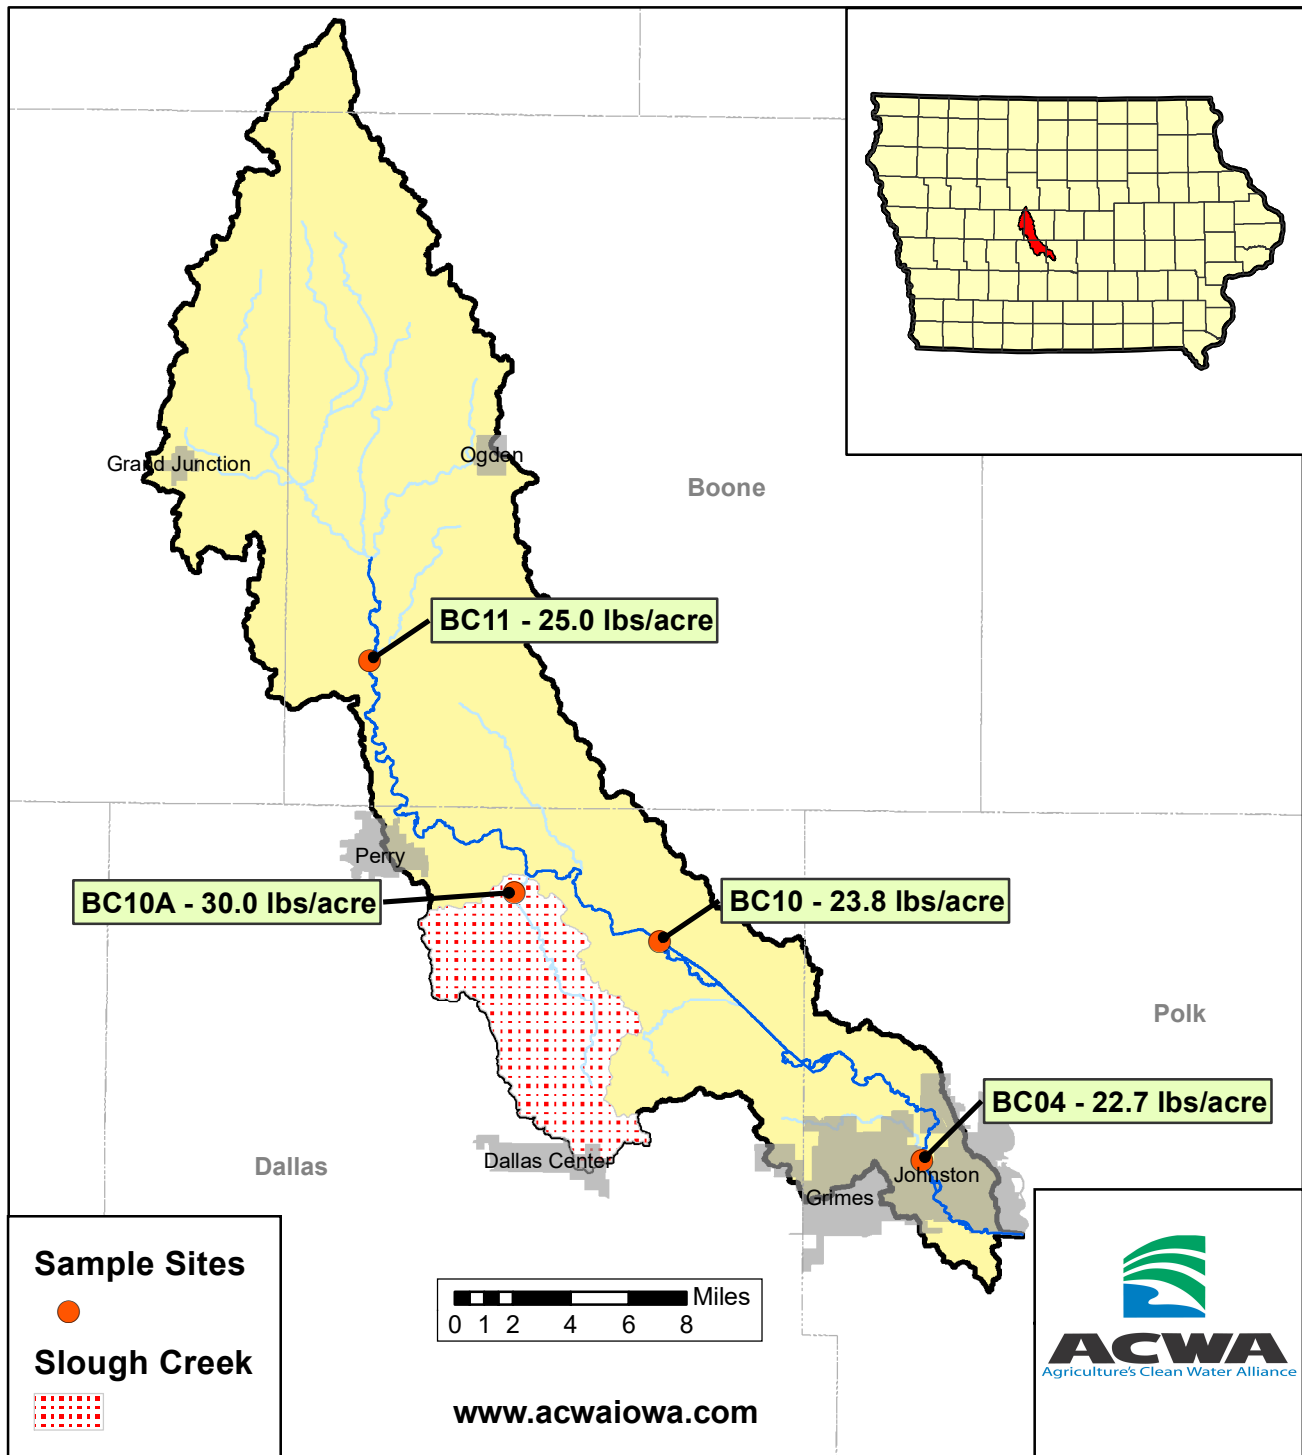 Grand Junction
Ogden
Boone
BC11 - 25.0 lbs/acre
Perry
BC10A - 30.0 lbs/acre
BC10 - 23.8 lbs/acre
Polk
BC04 - 22.7 lbs/acre
Dallas
Dallas Center
Johnston
Grimes
Sample Sites
Slough Creek
Miles
0 1 2 4 6 8
www.acwaiowa.com
ACWA
Agriculture's Clean Water Alliance